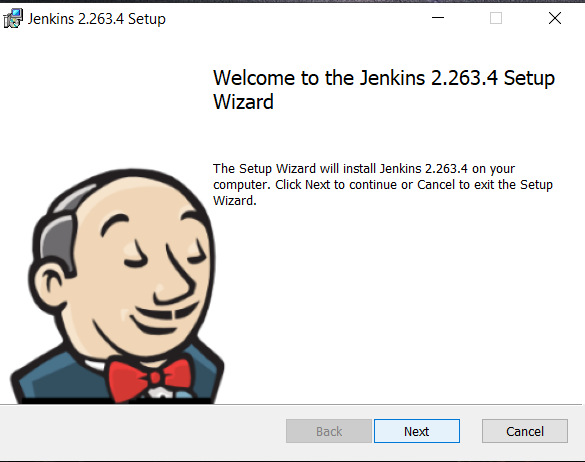 Jenkins 2.263.4 Setup
Welcome to the Jenkins 2.263.4 Setup
Wizard
The Setup Wizard will install Jenkins 2.263.4 on your
computer. Click Next to continue or Cancel to exit the Setup
Wizard.
Back
Next
Cancel